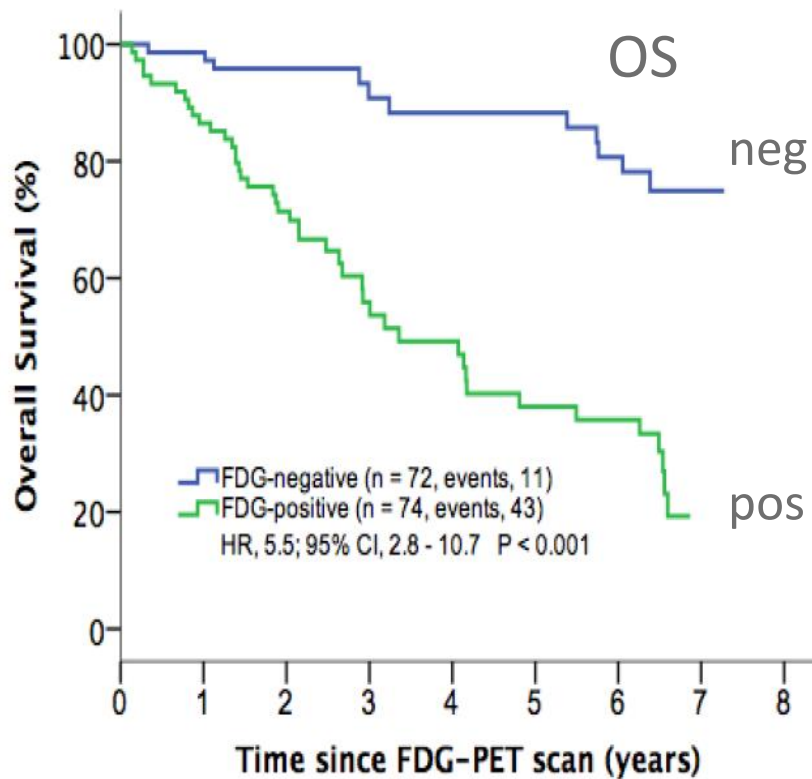 OS
neg
pos
Overall Survival (%)
100
80
60
40
20
0
FDG-negative (n = 72, events, 11)
FDG-positive (n = 74, events, 43)
HR, 5.5; 95% CI, 2.8 - 10.7 P < 0.001
0 1 2 3 4 5 6 7 8
Time since FDG-PET scan (years)